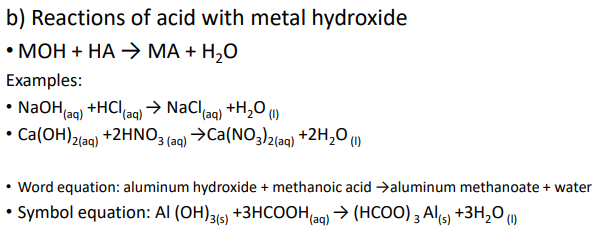 b) Reactions of acid with metal hydroxide
• MOH + HA → MA + H₂O
Examples:
• NaOH(aq) +HCl(aq) → NaCl(aq) +H₂O (l)
• Ca(OH)₂(aq) +2HNO₃ (aq) →Ca(NO₃)₂(aq) +2H₂O (l)
• Word equation: aluminum hydroxide + methanoic acid →aluminum methanoate + water
• Symbol equation: Al (OH)₃(s) +3HCOOH(aq) → (HCOO) ₃ Al(s) +3H₂O (l)